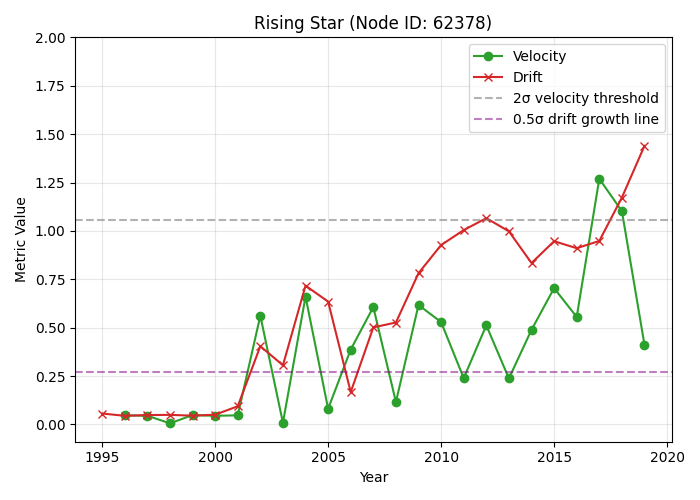 Rising Star (Node ID: 62378)
Metric Value
2.00
1.75
1.50
1.25
1.00
0.75
0.50
0.25
0.00
Velocity
Drift
2σ velocity threshold
0.5σ drift growth line
1995
2000
2005
2010
2015
2020
Year